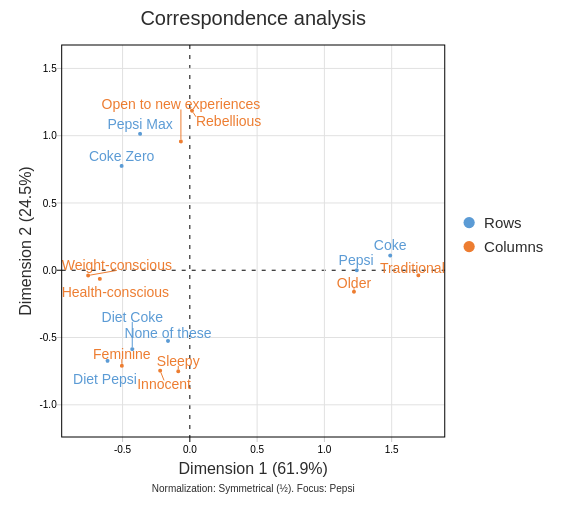 Correspondence analysis
Dimension 2 (24.5%)
1.5
1.0
0.5
0.0
-0.5
-1.0
Open to new experiences
Pepsi Max
Rebellious
Coke Zero
Coke
Pepsi
Weight-conscious
Traditional
Older
Health-conscious
Diet Coke
None of these
Feminine
Sleepy
Diet Pepsi
Innocent
Rows
Columns
-0.5
0.0
0.5
1.0
1.5
Dimension 1 (61.9%)
Normalization: Symmetrical (½). Focus: Pepsi